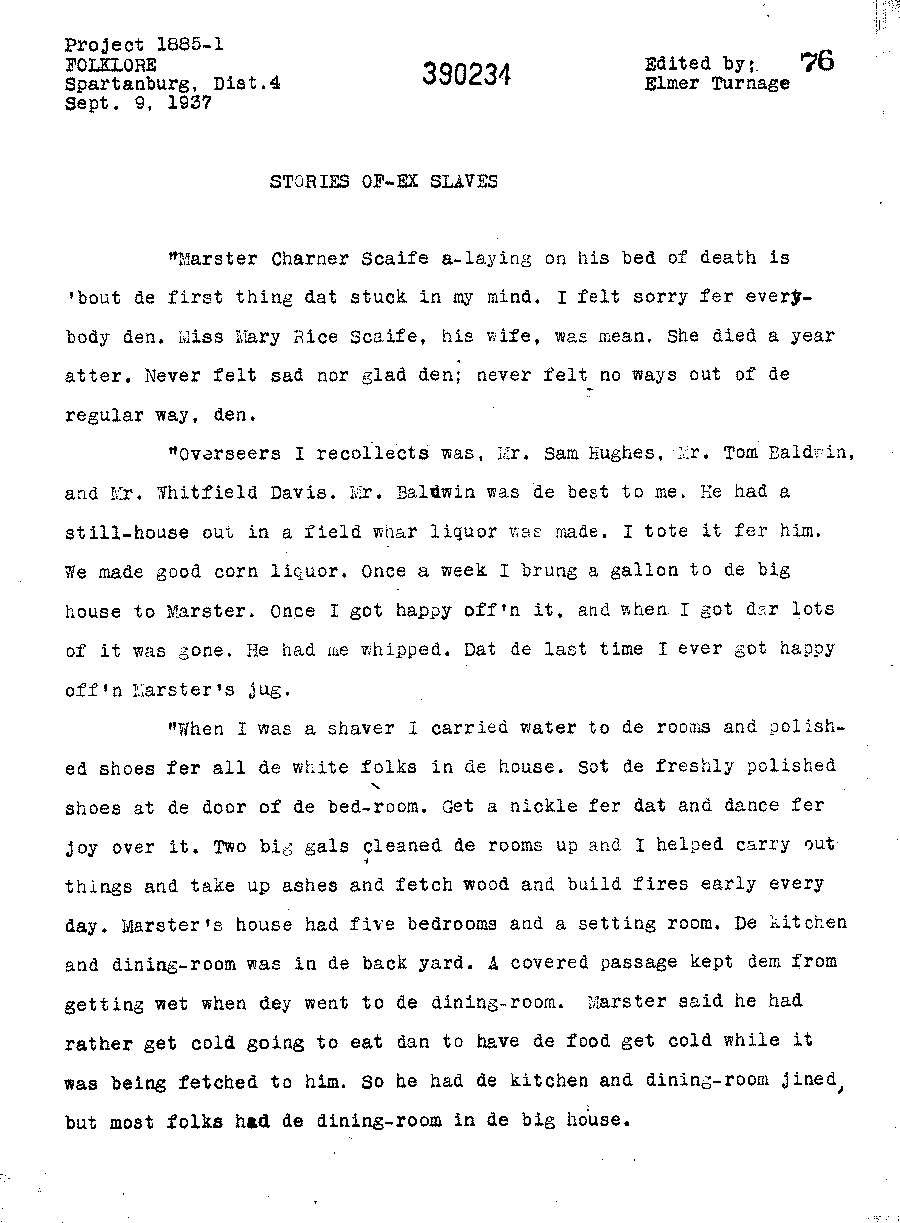 Project 1885-1
FOLKLORE
Spartanburg, Dist.4
Sept. 9, 1937
390234
Edited by;
Elmer Turnage
76
STORIES OF-EX SLAVES
"Marster Charner Scaife a-laying on his bed of death is
'bout de first thing dat stuck in my mind. I felt sorry fer every-
body den. Miss Mary Rice Scaife, his wife, was mean. She died a year
atter. Never felt sad nor glad den; never felt no ways out of de
regular way, den.
"Overseers I recollects was, Mr. Sam Hughes, Mr. Tom Baldwin,
and Mr. Whitfield Davis. Mr. Baldwin was de best to me. He had a
still-house out in a field whar liquor was made. I tote it fer him.
We made good corn liquor. Once a week I brung a gallon to de big
house to Marster. Once I got happy off'n it, and when I got dar lots
of it was gone. He had me whipped. Dat de last time I ever got happy
off'n Marster's jug.
"When I was a shaver I carried water to de rooms and polish-
ed shoes fer all de white folks in de house. Sot de freshly polished
shoes at de door of de bed-room. Get a nickle fer dat and dance fer
joy over it. Two big gals cleaned de rooms up and I helped carry out
things and take up ashes and fetch wood and build fires early every
day. Marster's house had five bedrooms and a setting room. De kitchen
and dining-room was in de back yard. A covered passage kept dem from
getting wet when dey went to de dining-room. Marster said he had
rather get cold going to eat dan to have de food get cold while it
was being fetched to him. So he had de kitchen and dining-room jined,
but most folks had de dining-room in de big house.